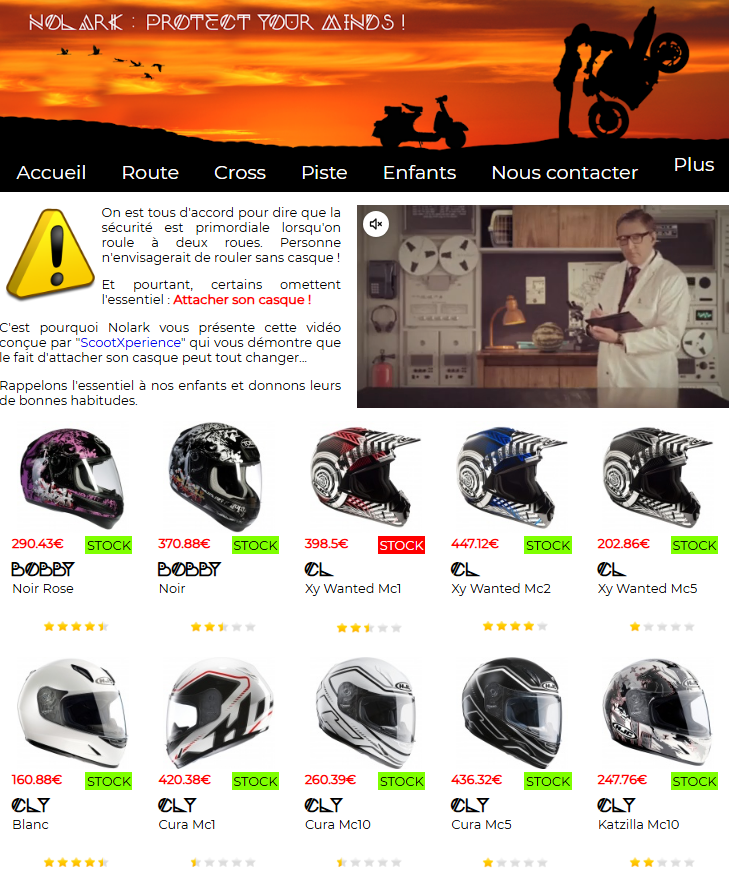 NOLARK : PROTECT YOUR MINDS !
Accueil Route Cross Piste Enfants Nous contacter Plus
On est tous d'accord pour dire que la
sécurité est primordiale lorsqu'on
roule à deux roues. Personne
n'envisagerait de rouler sans casque !
Et pourtant, certains omettent
l'essentiel : Attacher son casque !
C'est pourquoi Nolark vous présente cette vidéo
conçue par "ScootXperience" qui vous démontre que
le fait d'attacher son casque peut tout changer...
Rappelons l'essentiel à nos enfants et donnons leurs
de bonnes habitudes.
290.43€ STOCK 370.88€ STOCK 398.5€ STOCK 447.12€ STOCK 202.86€ STOCK
BOBBY BOBBY CL CL CL
Noir Rose Noir Xy Wanted Mc1 Xy Wanted Mc2 Xy Wanted Mc5
160.88€ STOCK 420.38€ STOCK 260.39€ STOCK 436.32€ STOCK 247.76€ STOCK
CLY CLY CLY CLY CLY
Blanc Cura Mc1 Cura Mc10 Cura Mc5 Katzilla Mc10